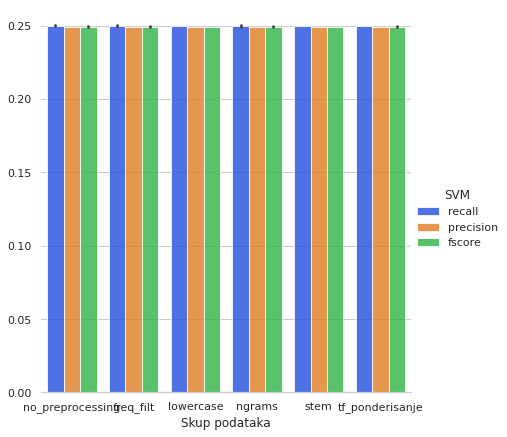 0.25
0.20
0.15
0.10
0.05
0.00
SVM
recall
precision
fscore
no_preprocessing freq_filt lowercase ngrams stem tf_ponderisanje
Skup podataka